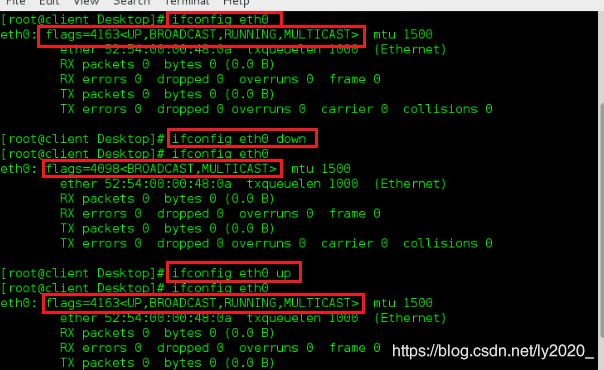 File Edit View Search Terminal Help
[root@client Desktop]# ifconfig eth0
eth0: flags=4163<UP,BROADCAST,RUNNING,MULTICAST> mtu 1500
ether 52:54:00:00:48:0a txqueuelen 1000 (Ethernet)
RX packets 0 bytes 0 (0.0 B)
RX errors 0 dropped 0 overruns 0 frame 0
TX packets 0 bytes 0 (0.0 B)
TX errors 0 dropped 0 overruns 0 carrier 0 collisions 0
[root@client Desktop]# ifconfig eth0 down
[root@client Desktop]# ifconfig eth0
eth0: flags=4098<BROADCAST,MULTICAST> mtu 1500
ether 52:54:00:00:48:0a txqueuelen 1000 (Ethernet)
RX packets 0 bytes 0 (0.0 B)
RX errors 0 dropped 0 overruns 0 frame 0
TX packets 0 bytes 0 (0.0 B)
TX errors 0 dropped 0 overruns 0 carrier 0 collisions 0
[root@client Desktop]# ifconfig eth0 up
[root@client Desktop]# ifconfig eth0
eth0: flags=4163<UP,BROADCAST,RUNNING,MULTICAST> mtu 1500
ether 52:54:00:00:48:0a txqueuelen 1000 (Ethernet)
RX packets 0 bytes 0 (0.0 B)
RX errors 0 dropped 0 overruns 0 frame 0
TX packets 0 bytes 0 (0.0 B)
https://blog.csdn.net/ly2020_